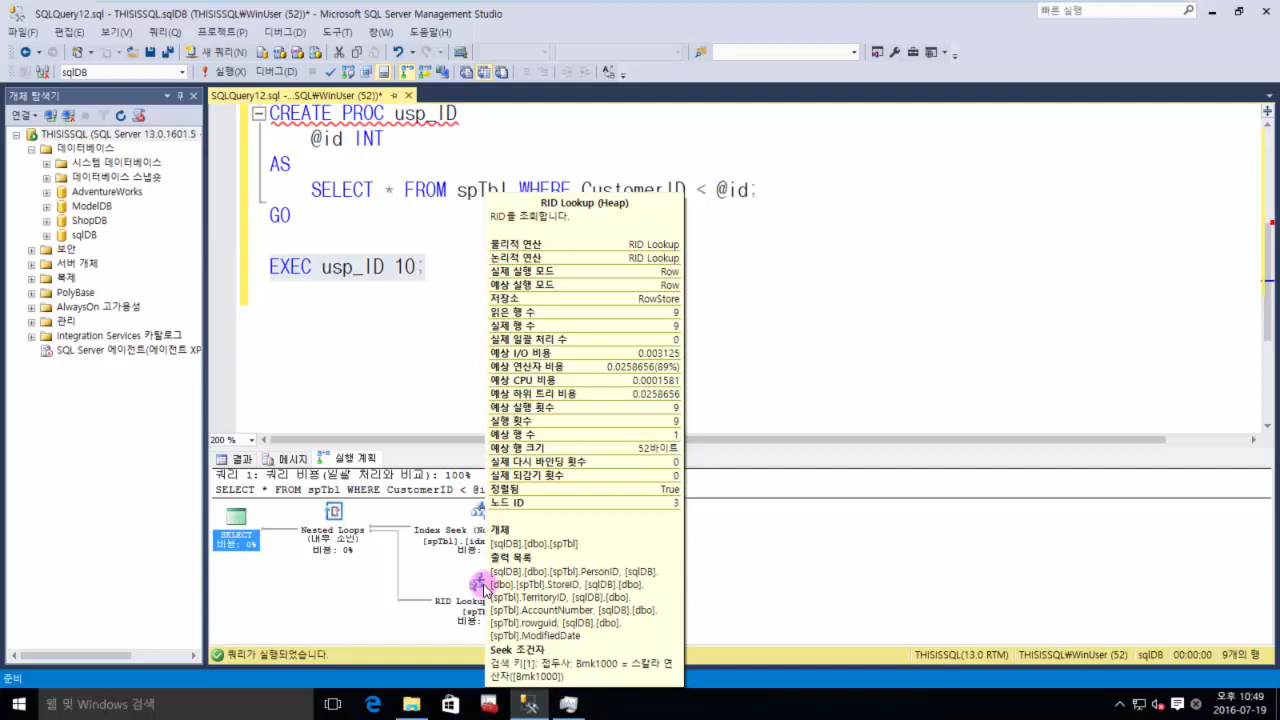 SQLQuery12.sql - THISISSQL.sqlDB (THISISSQL₩WinUser (52))* - Microsoft SQL Server Management Studio
빠른 실행
파일(F) 편집(E) 보기(V) 쿼리(Q) 프로젝트(P) 디버그(D) 도구(T) 창(W) 도움말(H)
새 쿼리(N)
sqlDB
실행(X) 디버그(D)
개체 탐색기
SQLQuery12.sql -...SQL₩WinUser (52))*
연결
THISISSQL (SQL Server 13.0.1601.5
데이터베이스
시스템 데이터베이스
데이터베이스 스냅숏
AdventureWorks
ModelDB
ShopDB
sqlDB
보안
서버 개체
복제
PolyBase
AlwaysOn 고가용성
관리
Integration Services 카탈로그
SQL Server 에이전트(에이전트 XP
CREATE PROC usp_ID
@id INT
AS
SELECT * FROM spTbl WHERE CustomerID < @id;
GO
EXEC usp_ID 10;
200 %
결과 메시지 실행 계획
쿼리 1: 쿼리 비용(일괄 처리와 비교): 100%
SELECT * FROM spTbl WHERE CustomerID < @i
SELECT
비용: 0%
Nested Loops
(내부 조인)
비용: 0%
Index Seek (No
[spTbl].[idx
비용:
RID Looku
[spT
비용:
RID Lookup (Heap)
RID를 조회합니다.
물리적 연산 RID Lookup
논리적 연산 RID Lookup
실제 실행 모드 Row
예상 실행 모드 Row
저장소 RowStore
읽은 행 수 9
실제 행 수 9
실제 일괄 처리 수 0
예상 I/O 비용 0.003125
예상 연산자 비용 0.0258656(89%)
예상 CPU 비용 0.0001581
예상 하위 트리 비용 0.0258656
예상 실행 횟수 9
실행 횟수 9
예상 행 수 1
예상 행 크기 52바이트
실제 다시 바인딩 횟수 0
실제 되감기 횟수 0
정렬됨 True
노드 ID 3
개체
[sqlDB].[dbo].[spTbl]
출력 목록
[sqlDB].[dbo].[spTbl].PersonID, [sqlDB].
[dbo].[spTbl].StoreID, [sqlDB].[dbo].
[spTbl].TerritoryID, [sqlDB].[dbo].
[spTbl].AccountNumber, [sqlDB].[dbo].
[spTbl].rowguid, [sqlDB].[dbo].
[spTbl].ModifiedDate
Seek 조건자
검색 키[1]: 접두사: Bmk1000 = 스칼라 연
산자([Bmk1000])
쿼리가 실행되었습니다.
THISISSQL(13.0 RTM) THISISSQL₩WinUser (52) sqlDB 00:00:00 9개의 행
준비
웹 및 Windows 검색
오후 10:49
2016-07-19